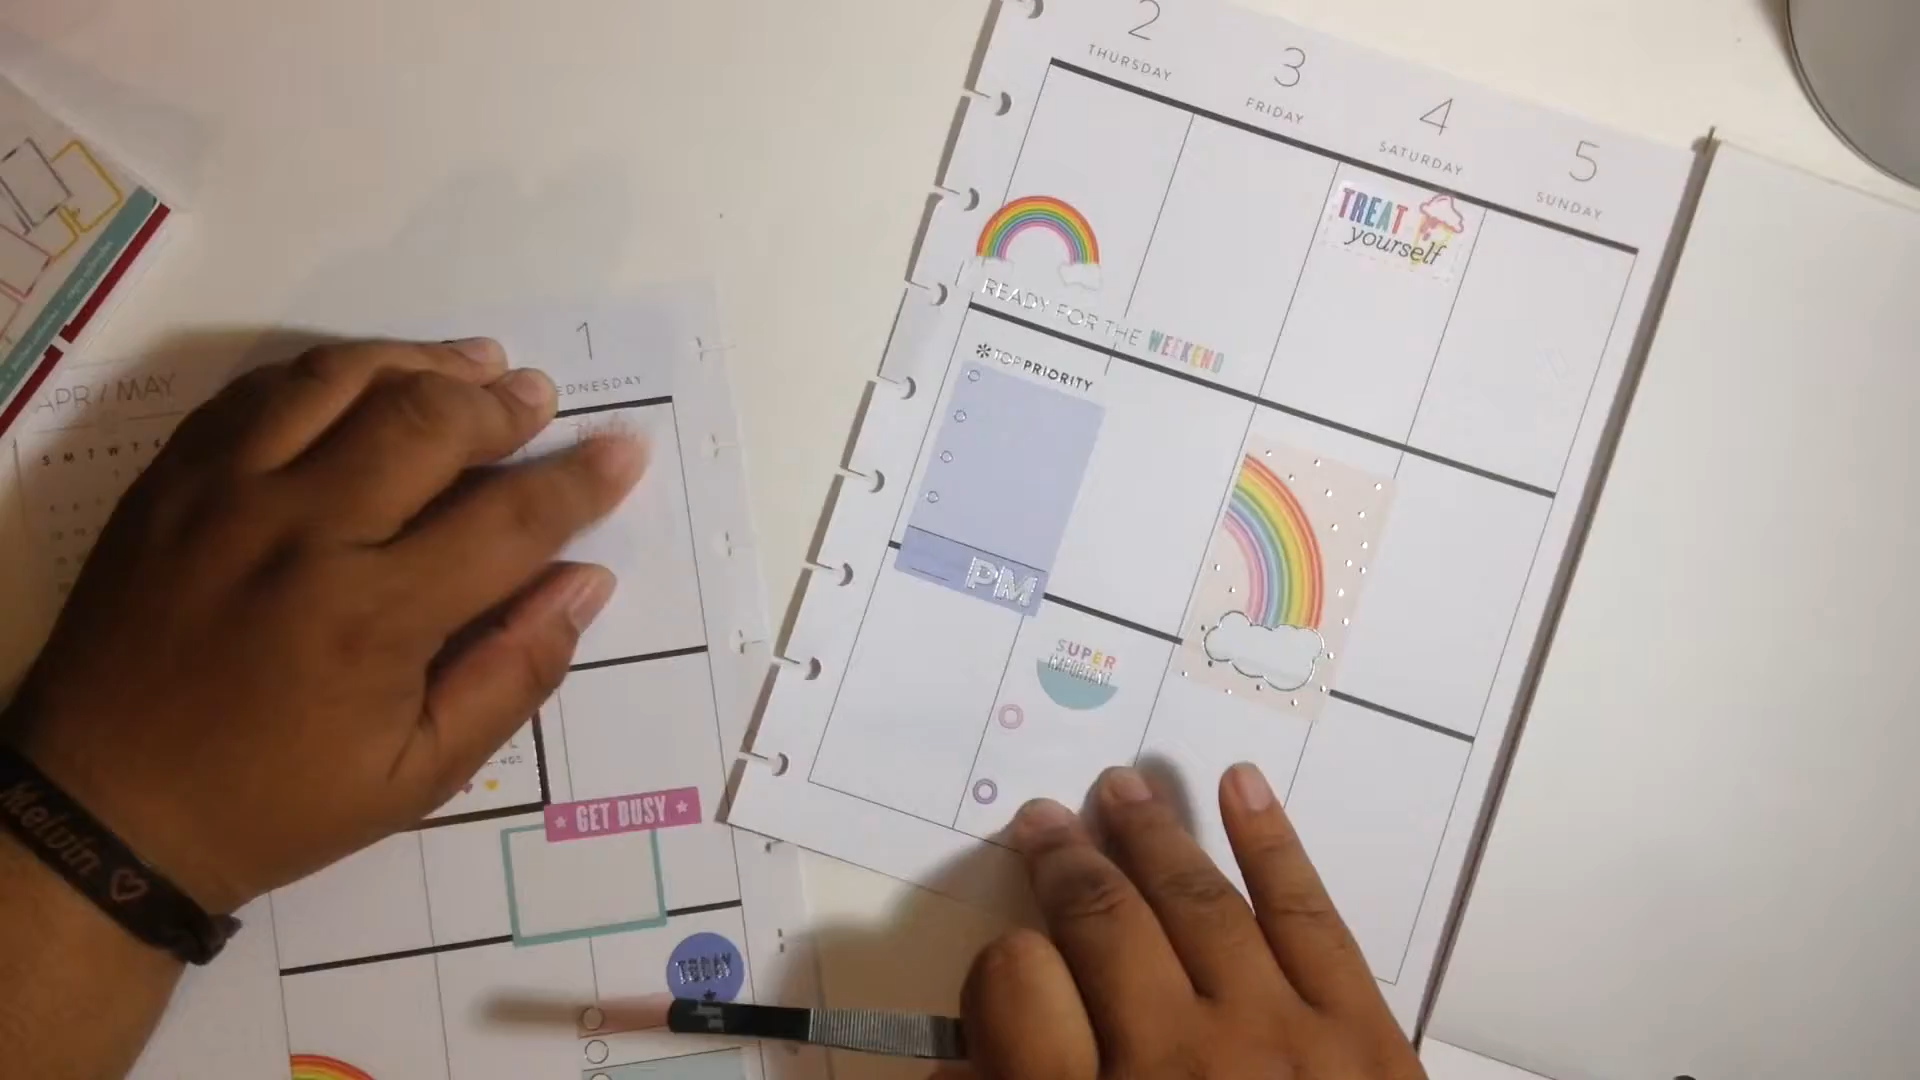 2
THURSDAY
3
FRIDAY
4
SATURDAY
5
SUNDAY
TREAT
yourself
READY FOR THE WEEKEND
TOP PRIORITY
PM
SUPER
IMPORTANT
APR / MAY
S M T W T F
1
EDNESDAY
GET BUSY
TODAY
Melvin